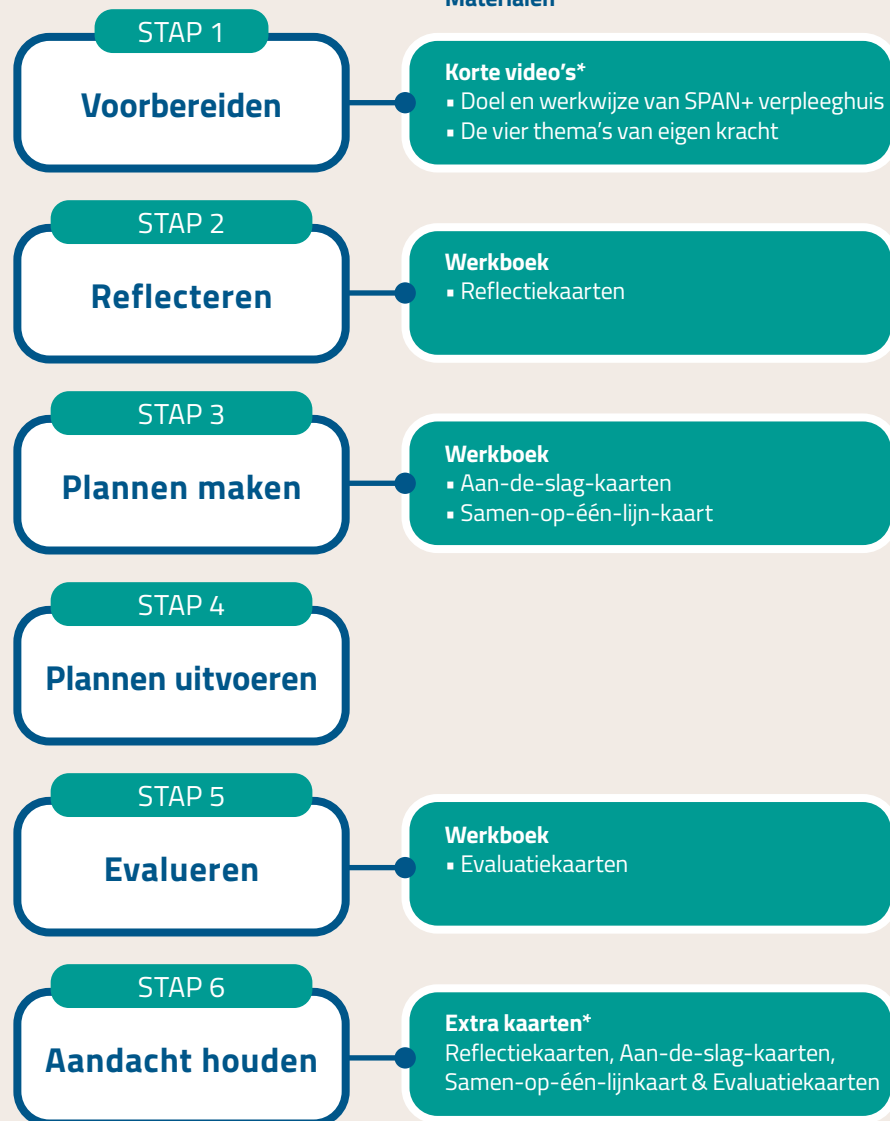 Materialen
STAP 1
Voorbereiden
Korte video's*
▪ Doel en werkwijze van SPAN+ verpleeghuis
▪ De vier thema's van eigen kracht
STAP 2
Reflecteren
Werkboek
▪ Reflectiekaarten
STAP 3
Plannen maken
Werkboek
▪ Aan-de-slag-kaarten
▪ Samen-op-één-lijn-kaart
STAP 4
Plannen uitvoeren
STAP 5
Evalueren
Werkboek
▪ Evaluatiekaarten
STAP 6
Aandacht houden
Extra kaarten*
Reflectiekaarten, Aan-de-slag-kaarten,
Samen-op-één-lijnkaart & Evaluatiekaarten